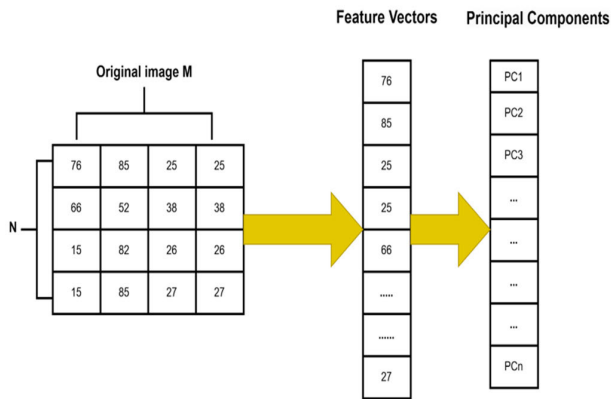 Feature Vectors Principal Components
Original image M
N
76 85 25 25
66 52 38 38
15 82 26 26
15 85 27 27
76
85
25
25
66
.....
......
27
PC1
PC2
PC3
...
...
...
...
PCn